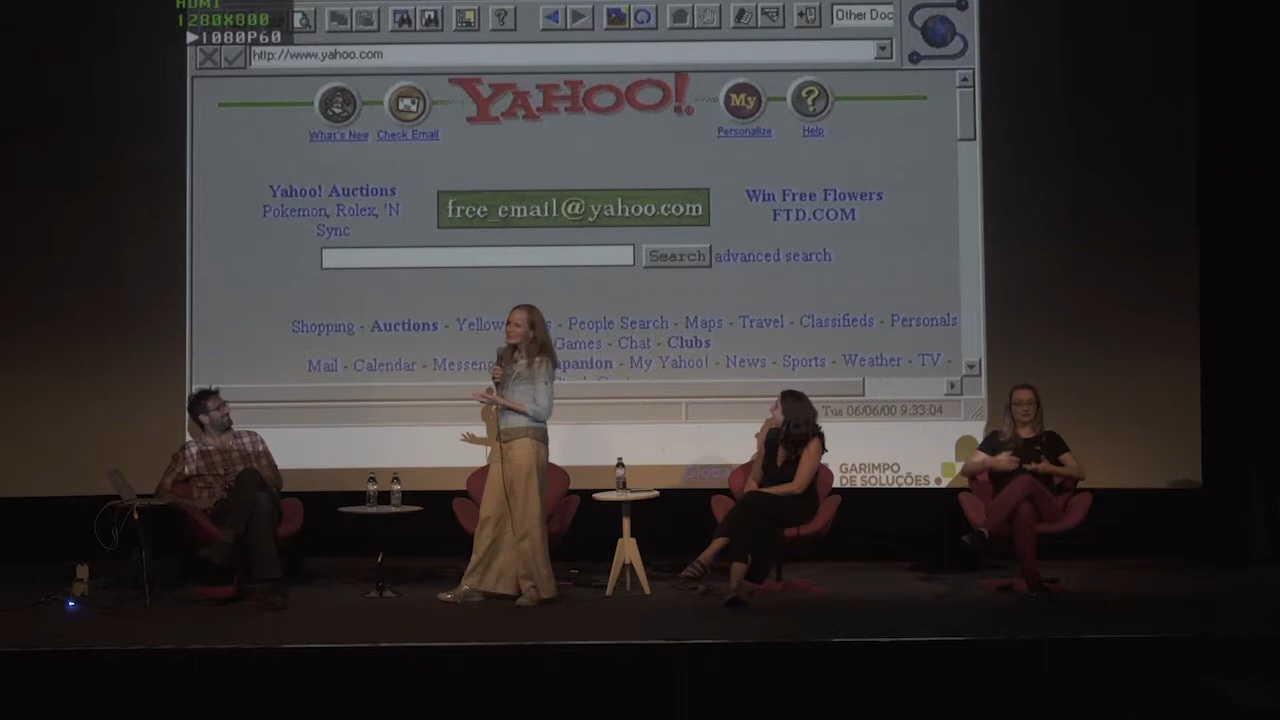 HDMI
1280X800
▶1080P60
Other Doc
http://www.yahoo.com
YAHOO!
My
?
What's New
Check Email
Personalize
Help
Yahoo! Auctions
Pokemon, Rolex, 'N
Sync
free_email@yahoo.com
Win Free Flowers
FTD.COM
Search
advanced search
Shopping - Auctions - Yellow - People Search - Maps - Travel - Classifieds - Personals
Games - Chat - Clubs
Mail - Calendar - Messenger - Companion - My Yahoo! - News - Sports - Weather - TV -
Tue 06/06/00 9:33:04
GARIMPO
DE SOLUÇÕES